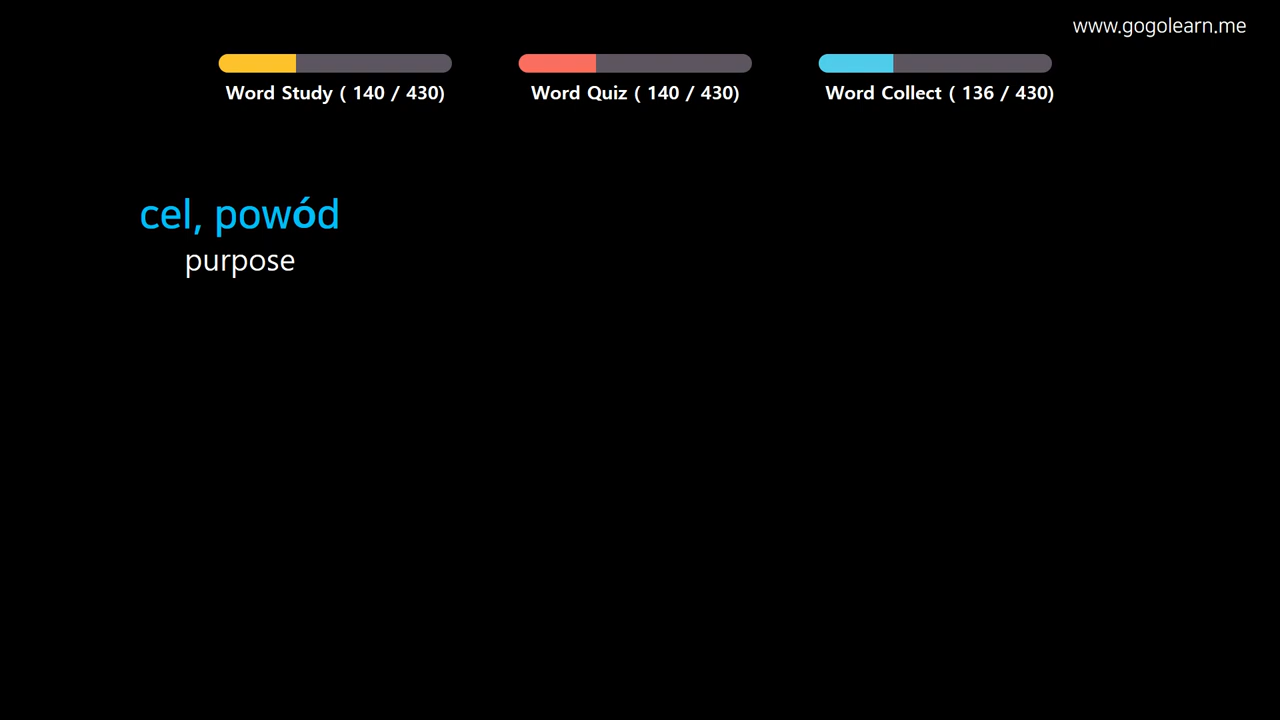 www.gogolearn.me
Word Study ( 140 / 430)
Word Quiz ( 140 / 430)
Word Collect ( 136 / 430)
cel, powód
purpose